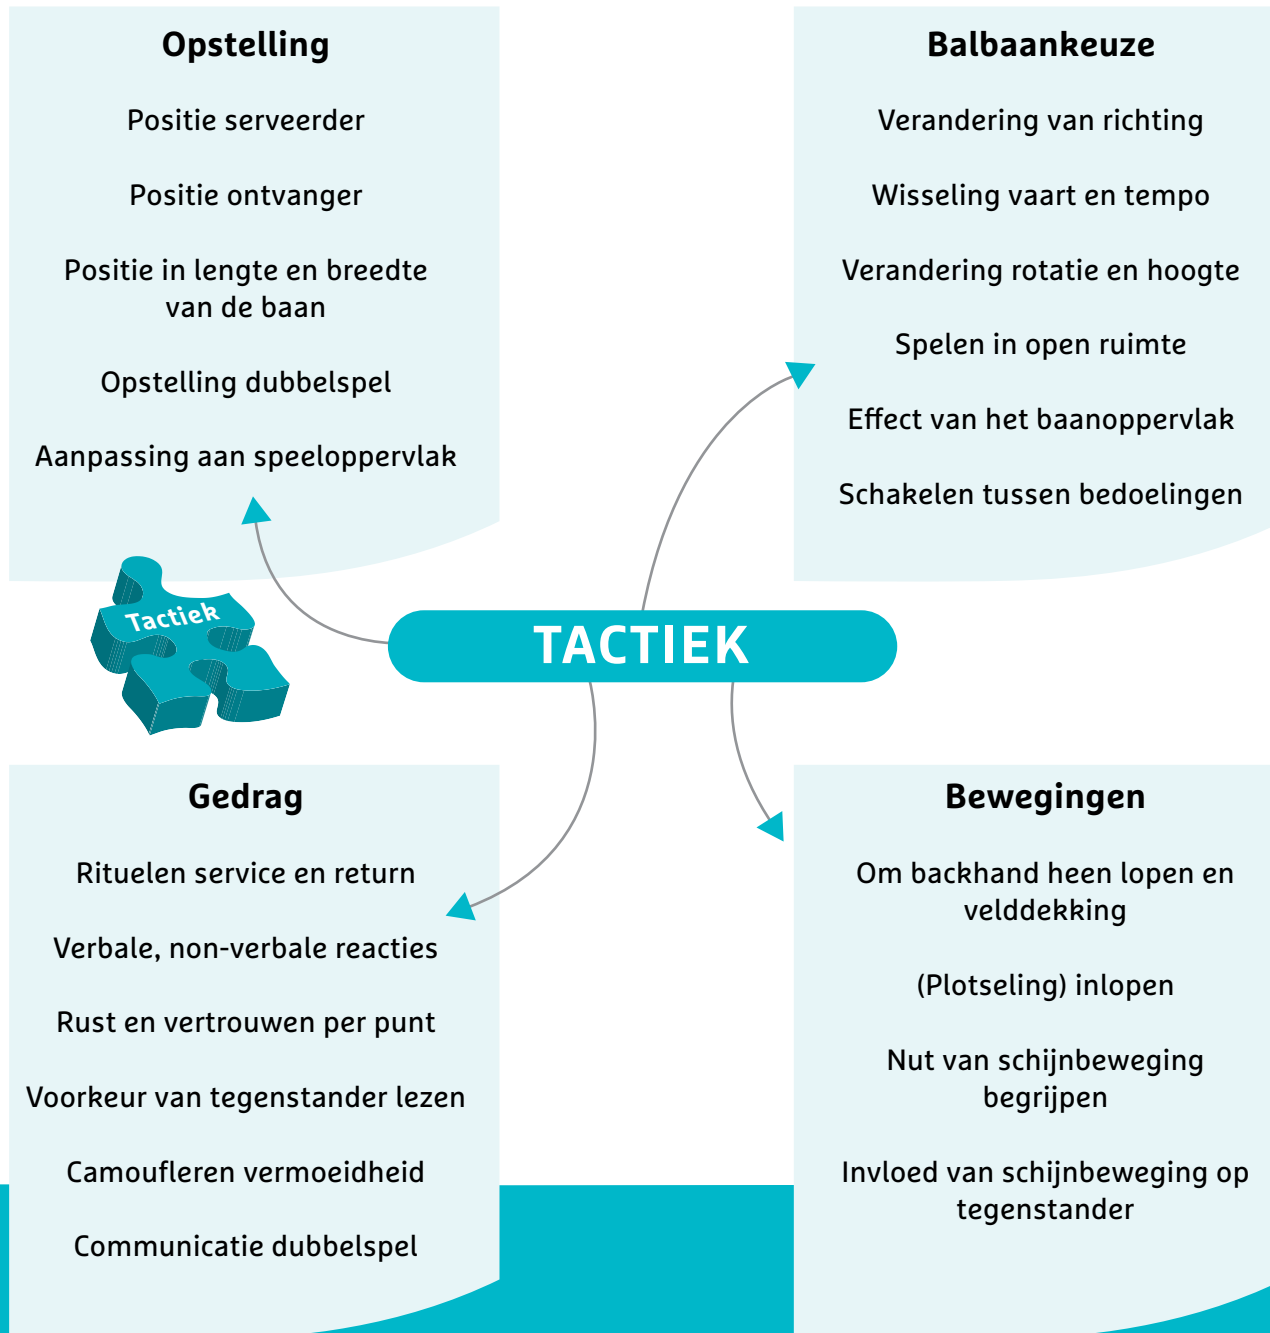 Opstelling
Positie serveerder
Positie ontvanger
Positie in lengte en breedte
van de baan
Opstelling dubbelspel
Aanpassing aan speeloppervlak
Balbaankeuze
Verandering van richting
Wisseling vaart en tempo
Verandering rotatie en hoogte
Spelen in open ruimte
Effect van het baanoppervlak
Schakelen tussen bedoelingen
Tactiek
TACTIEK
Gedrag
Rituelen service en return
Verbale, non-verbale reacties
Rust en vertrouwen per punt
Voorkeur van tegenstander lezen
Camoufleren vermoeidheid
Communicatie dubbelspel
Bewegingen
Om backhand heen lopen en
velddekking
(Plotseling) inlopen
Nut van schijnbeweging
begrijpen
Invloed van schijnbeweging op
tegenstander